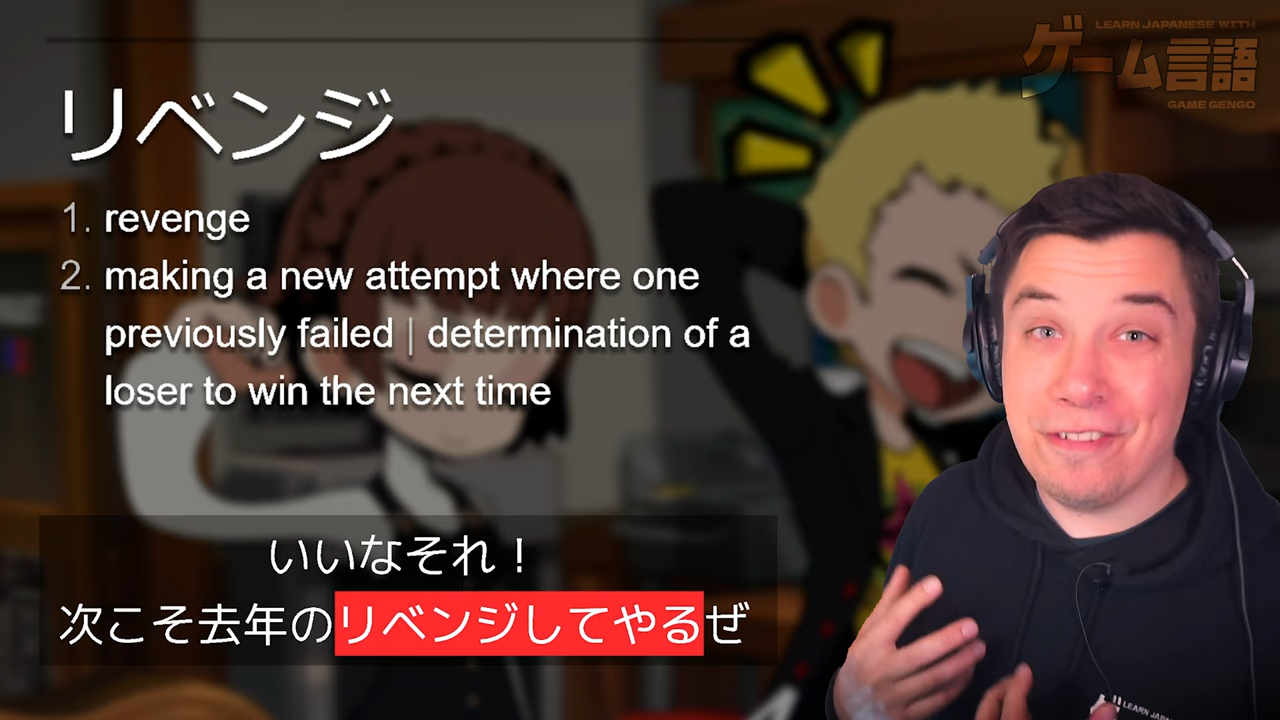 LEARN JAPANESE WITH
ゲーム言語
GAME GENGO
リベンジ
1. revenge
2. making a new attempt where one
previously failed | determination of a
loser to win the next time
いいなそれ！
次こそ去年のリベンジしてやるぜ